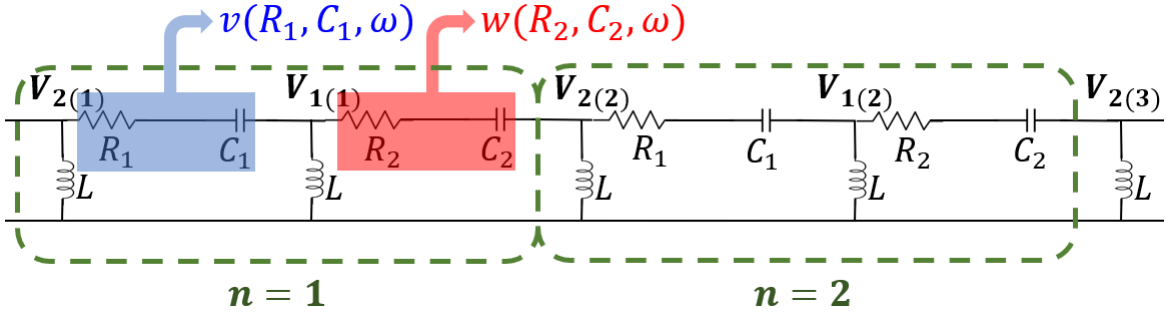 v(R₁, C₁, ω) w(R₂, C₂, ω)
V₂₍₁₎ V₁₍₁₎ V₂₍₂₎ V₁₍₂₎ V₂₍₃₎
R₁ C₁ R₂ C₂ R₁ C₁ R₂ C₂
L L L L L
n = 1 n = 2